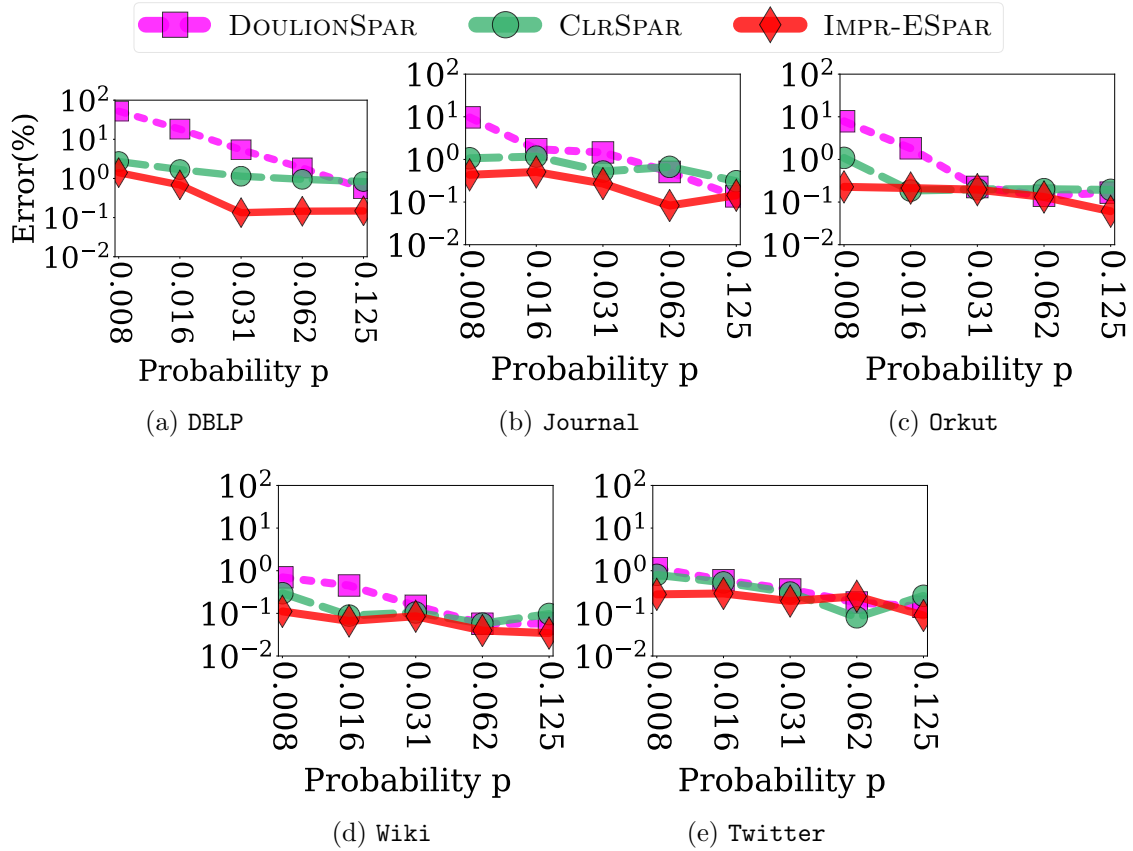 DOULIONSPAR CLRSPAR IMPR-ESPAR
Error(%)
10^2
10^1
10^0
10^-1
10^-2
0.008 0.016 0.031 0.062 0.125
Probability p
(a) DBLP
10^2
10^1
10^0
10^-1
10^-2
0.008 0.016 0.031 0.062 0.125
Probability p
(b) Journal
10^2
10^1
10^0
10^-1
10^-2
0.008 0.016 0.031 0.062 0.125
Probability p
(c) Orkut
10^2
10^1
10^0
10^-1
10^-2
0.008 0.016 0.031 0.062 0.125
Probability p
(d) Wiki
10^2
10^1
10^0
10^-1
10^-2
0.008 0.016 0.031 0.062 0.125
Probability p
(e) Twitter